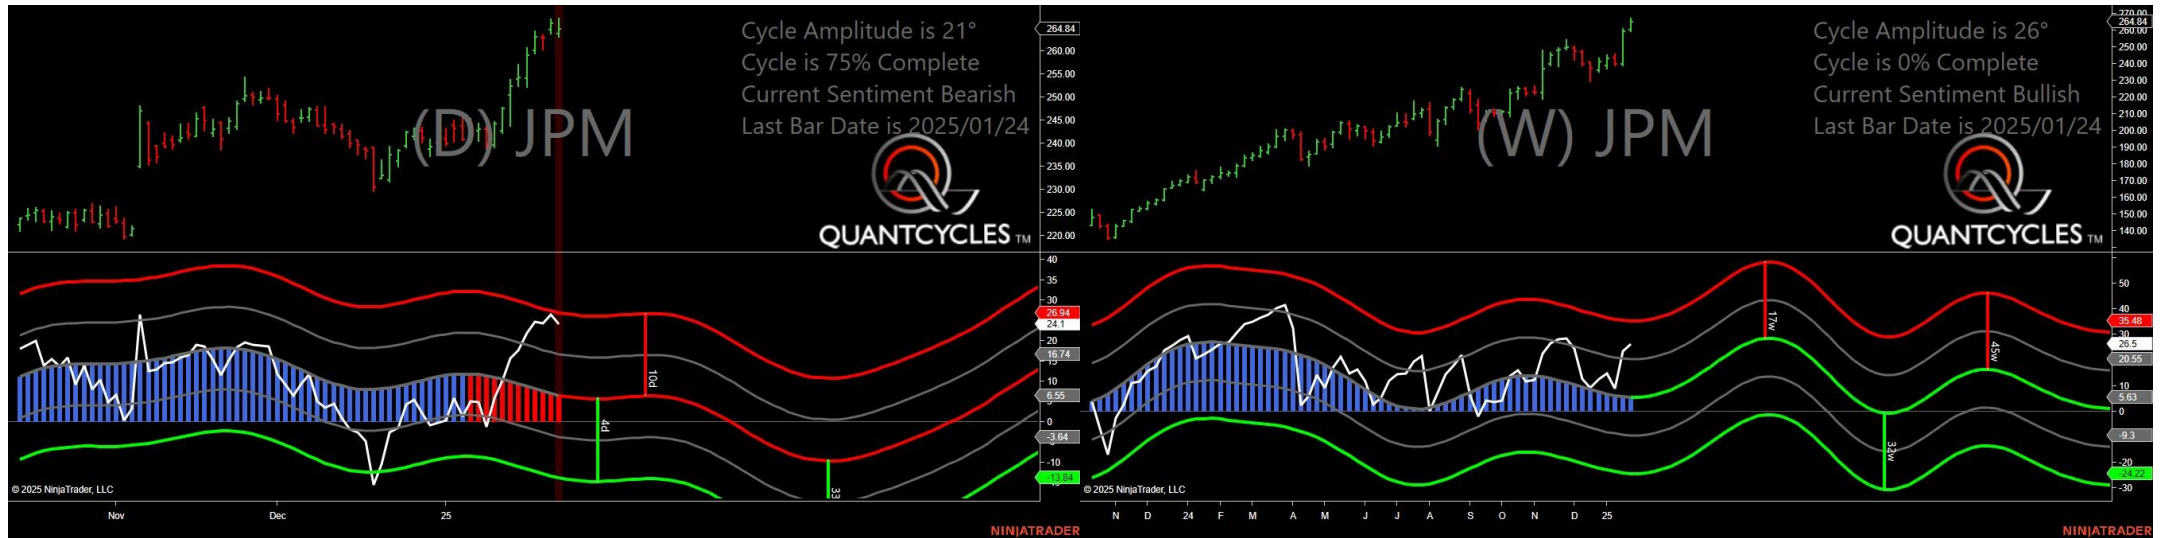 Cycle Amplitude is 21°
Cycle is 75% Complete
Current Sentiment Bearish
Last Bar Date is 2025/01/24
(D) JPM
QUANTCYCLES TM
264.84
260.00
255.00
250.00
245.00
240.00
235.00
230.00
225.00
220.00
40
35
30
26.94
24.1
20
16.74
10
6.55
0
-3.64
-10
-13.84
4d
10d
33
© 2025 NinjaTrader, LLC
Nov
Dec
25
NINJATRADER
Cycle Amplitude is 26°
Cycle is 0% Complete
Current Sentiment Bullish
Last Bar Date is 2025/01/24
(W) JPM
QUANTCYCLES TM
270.00
264.84
260.00
250.00
240.00
230.00
220.00
210.00
200.00
190.00
180.00
170.00
160.00
150.00
140.00
50
40
35.48
30
26.5
20.55
10
5.63
0
-9.3
-20
-24.22
-30
17w
32w
45w
© 2025 NinjaTrader, LLC
N
D
24
F
M
A
M
J
J
A
S
O
N
D
25
NINJATRADER